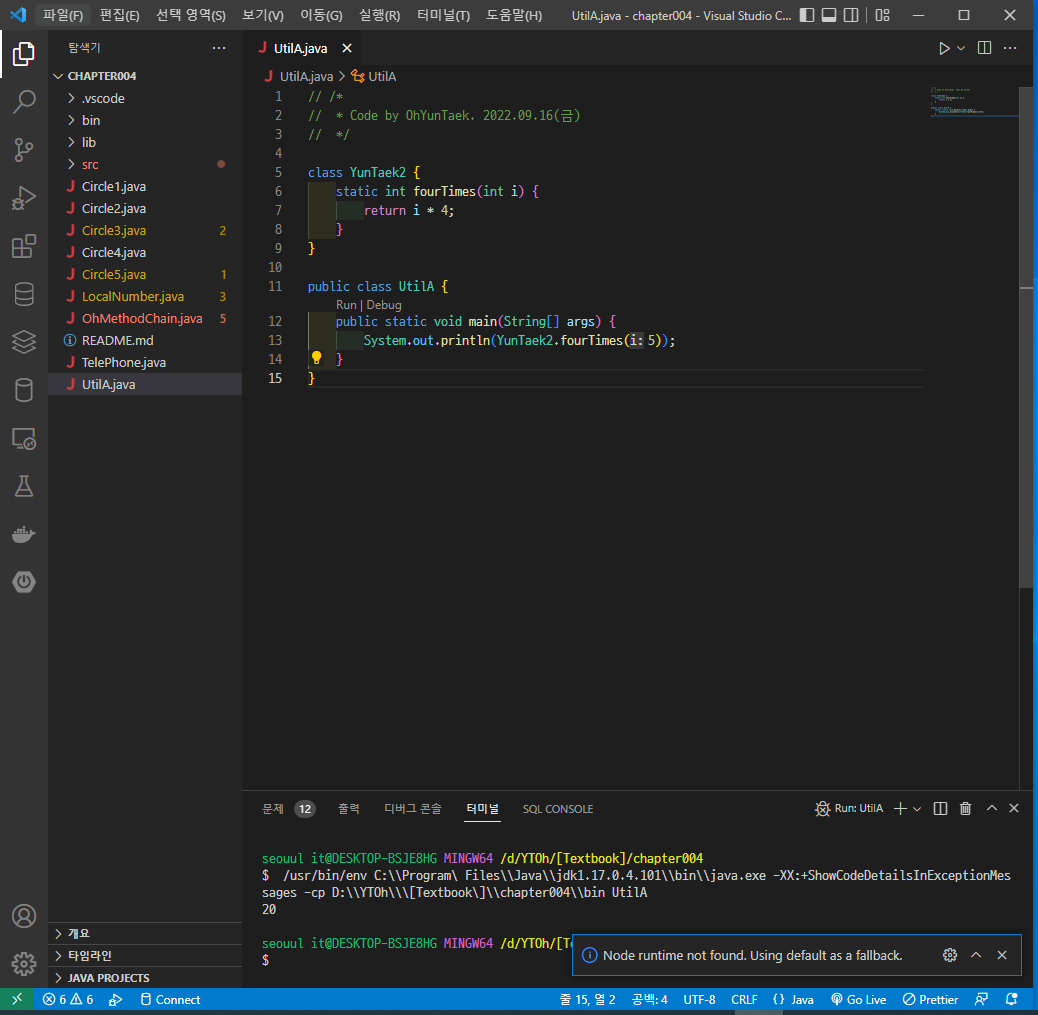 파일(F) 편집(E) 선택 영역(S) 보기(V) 이동(G) 실행(R) 터미널(T) 도움말(H) UtilA.java - chapter004 - Visual Studio C...
탐색기
CHAPTER004
.vscode
bin
lib
src
Circle1.java
Circle2.java
Circle3.java 2
Circle4.java
Circle5.java 1
LocalNumber.java 3
OhMethodChain.java 5
README.md
TelePhone.java
UtilA.java
개요
타임라인
JAVA PROJECTS
UtilA.java
UtilA.java > UtilA
1 // /*
2 //  * Code by OhYunTaek. 2022.09.16(금)
3 //  */
4
5 class YunTaek2 {
6     static int fourTimes(int i) {
7         return i * 4;
8     }
9 }
10
11 public class UtilA {
Run | Debug
12     public static void main(String[] args) {
13         System.out.println(YunTaek2.fourTimes(i: 5));
14     }
15 }
문제 12 출력 디버그 콘솔 터미널 SQL CONSOLE Run: UtilA
seouul it@DESKTOP-BSJE8HG MINGW64 /d/YTOh/[Textbook]/chapter004
$  /usr/bin/env C:\\Program\ Files\\Java\\jdk1.17.0.4.101\\bin\\java.exe -XX:+ShowCodeDetailsInExceptionMes
sages -cp D:\\YTOh\\\[Textbook\]\\chapter004\\bin UtilA
20
seouul it@DESKTOP-BSJE8HG MINGW64 /d/YTOh/[Te
$
Node runtime not found. Using default as a fallback.
6 6 Connect 줄 15, 열 2 공백: 4 UTF-8 CRLF {} Java Go Live Prettier